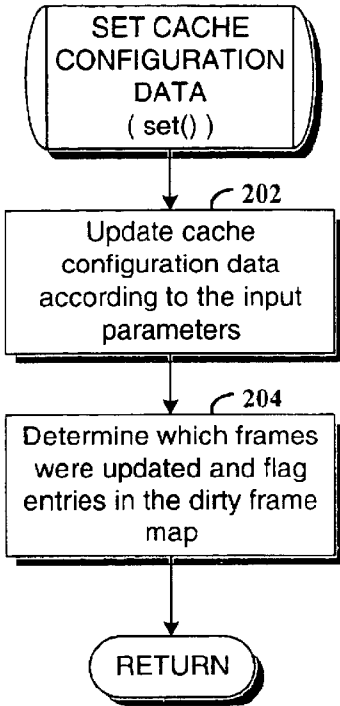 SET CACHE
CONFIGURATION
DATA
( set() )
202
Update cache
configuration data
according to the input
parameters
204
Determine which frames
were updated and flag
entries in the dirty frame
map
RETURN